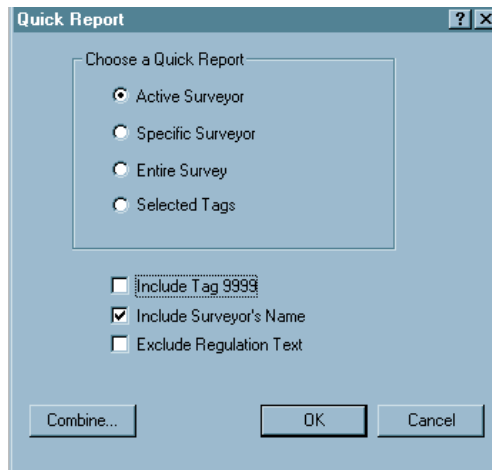 Quick Report
Choose a Quick Report
Active Surveyor
Specific Surveyor
Entire Survey
Selected Tags
Include Tag 9999
Include Surveyor's Name
Exclude Regulation Text
Combine... OK Cancel